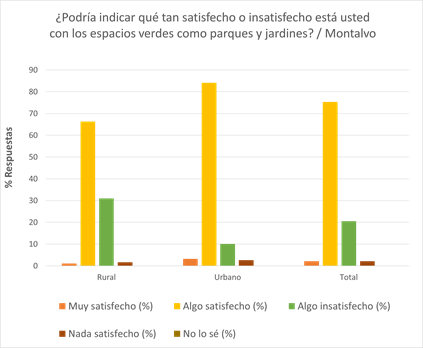 ¿Podría indicar qué tan satisfecho o insatisfecho está usted
con los espacios verdes como parques y jardines? / Montalvo
% Respuestas
90
80
70
60
50
40
30
20
10
0
Rural Urbano Total
Muy satisfecho (%) Algo satisfecho (%) Algo insatisfecho (%)
Nada satisfecho (%) No lo sé (%)